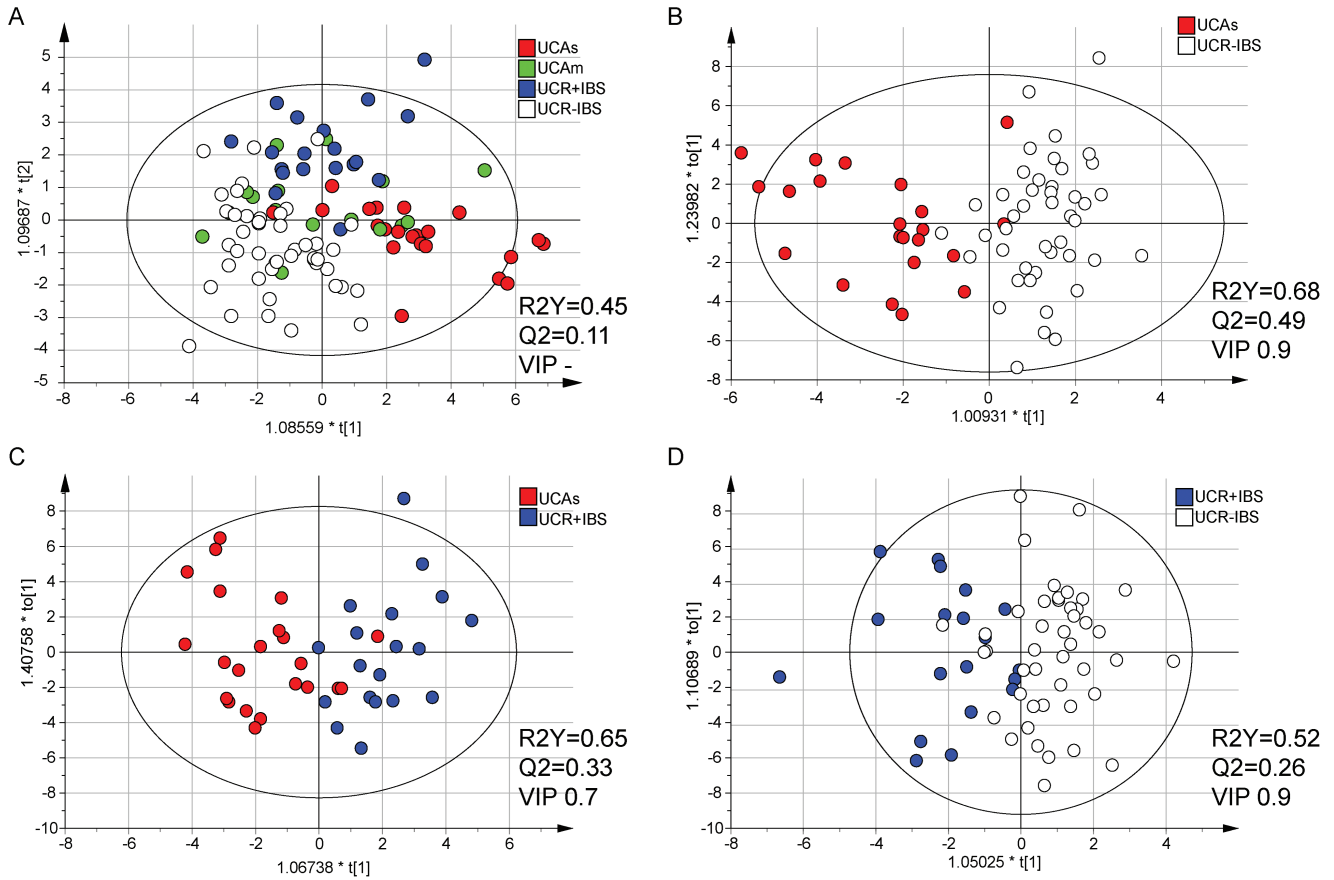 A
UCAs
UCAm
UCR+IBS
UCR-IBS
5
4
3
2
1
0
-1
-2
-3
-4
-5
1.09687 * t[2]
-8
-6
-4
-2
0
2
4
6
1.08559 * t[1]
R2Y=0.45
Q2=0.11
VIP -
B
UCAs
UCR-IBS
8
6
4
2
0
-2
-4
-6
-8
1.23982 * to[1]
-6
-4
-2
0
2
4
1.00931 * t[1]
R2Y=0.68
Q2=0.49
VIP 0.9
C
UCAs
UCR+IBS
8
6
4
2
0
-2
-4
-6
-8
-10
1.40758 * to[1]
-8
-6
-4
-2
0
2
4
6
1.06738 * t[1]
R2Y=0.65
Q2=0.33
VIP 0.7
D
UCR+IBS
UCR-IBS
8
6
4
2
0
-2
-4
-6
-8
-10
1.10689 * to[1]
-8
-6
-4
-2
0
2
4
1.05025 * t[1]
R2Y=0.52
Q2=0.26
VIP 0.9